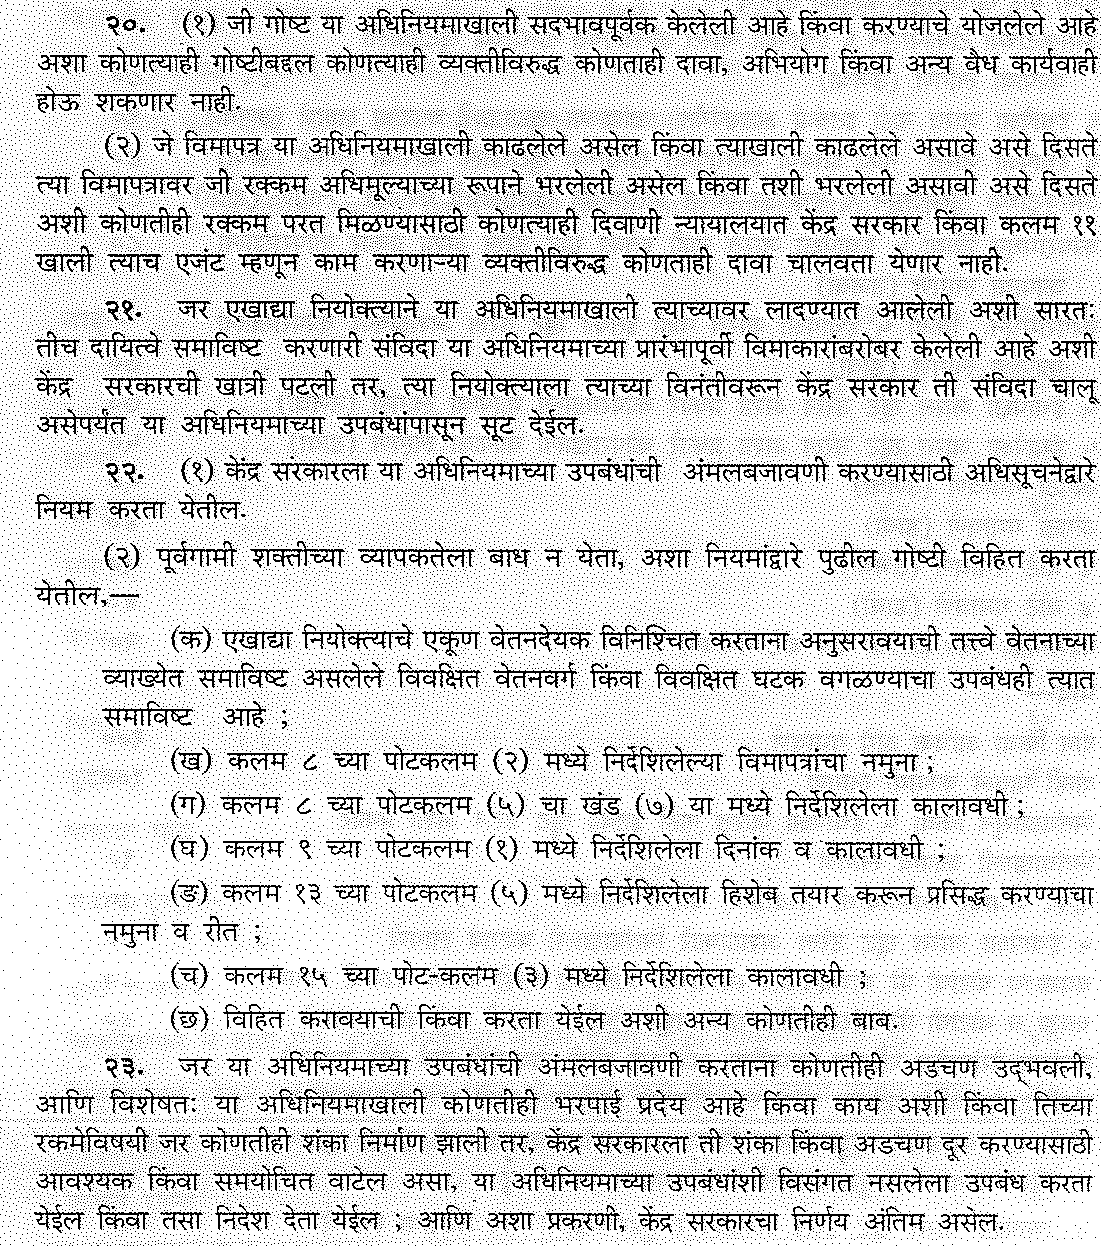 २०. (१) जी गोष्ट या अधिनियमाखाली सदभावपूर्वक केलेली आहे किंवा करण्याचे योजलेले आहे
अशा कोणत्याही गोष्टीबद्दल कोणत्याही व्यक्तीविरुद्ध कोणताही दावा, अभियोग किंवा अन्य वैध कार्यवाही
होऊ शकणार नाही.
(२) जे विमापत्र या अधिनियमाखाली काढलेले असेल किंवा त्याखाली काढलेले असावे असे दिसते
त्या विमापत्रावर जी रक्कम अधिमूल्याच्या रूपाने भरलेली असेल किंवा तशी भरलेली असावी असे दिसते
अशी कोणतीही रक्कम परत मिळण्यासाठी कोणत्याही दिवाणी न्यायालयात केंद्र सरकार किंवा कलम ११
खाली त्याच एजंट म्हणून काम करणाऱ्या व्यक्तीविरुद्ध कोणताही दावा चालवता येणार नाही.
२१. जर एखाद्या नियोक्त्याने या अधिनियमाखाली त्याच्यावर लादण्यात आलेली अशी सारतः
तीच दायित्वे समाविष्ट करणारी संविदा या अधिनियमाच्या प्रारंभापूर्वी विमाकारांबरोबर केलेली आहे अशी
केंद्र सरकारची खात्री पटली तर, त्या नियोक्त्याला त्याच्या विनंतीवरून केंद्र सरकार ती संविदा चालू
असेपर्यंत या अधिनियमाच्या उपबंधांपासून सूट देईल.
२२. (१) केंद्र सरकारला या अधिनियमाच्या उपबंधांची अंमलबजावणी करण्यासाठी अधिसूचनेद्वारे
नियम करता येतील.
(२) पूर्वगामी शक्तीच्या व्यापकतेला बाध न येता, अशा नियमांद्वारे पुढील गोष्टी विहित करता
येतील,—
(क) एखाद्या नियोक्त्याचे एकूण वेतनदेयक विनिश्चित करताना अनुसरावयाची तत्त्वे वेतनाच्या
व्याख्येत समाविष्ट असलेले विवक्षित वेतनवर्ग किंवा विवक्षित घटक वगळण्याचा उपबंधही त्यात
समाविष्ट आहे ;
(ख) कलम ८ च्या पोटकलम (२) मध्ये निर्देशिलेल्या विमापत्रांचा नमुना ;
(ग) कलम ८ च्या पोटकलम (५) चा खंड (७) या मध्ये निर्देशिलेला कालावधी ;
(घ) कलम ९ च्या पोटकलम (१) मध्ये निर्देशिलेला दिनांक व कालावधी ;
(ङ) कलम १३ च्या पोटकलम (५) मध्ये निर्देशिलेला हिशेब तयार करून प्रसिद्ध करण्याचा
नमुना व रीत ;
(च) कलम १५ च्या पोट-कलम (३) मध्ये निर्देशिलेला कालावधी ;
(छ) विहित करावयाची किंवा करता येईल अशी अन्य कोणतीही बाब.
२३. जर या अधिनियमाच्या उपबंधांची अंमलबजावणी करताना कोणतीही अडचण उद्‌भवली,
आणि विशेषतः या अधिनियमाखाली कोणतीही भरपाई प्रदेय आहे किंवा काय अशी किंवा तिच्या
रकमेविषयी जर कोणतीही शंका निर्माण झाली तर, केंद्र सरकारला ती शंका किंवा अडचण दूर करण्यासाठी
आवश्यक किंवा समयोचित वाटेल असा, या अधिनियमाच्या उपबंधांशी विसंगत नसलेला उपबंध करता
येईल किंवा तसा निदेश देता येईल ; आणि अशा प्रकरणी, केंद्र सरकारचा निर्णय अंतिम असेल.